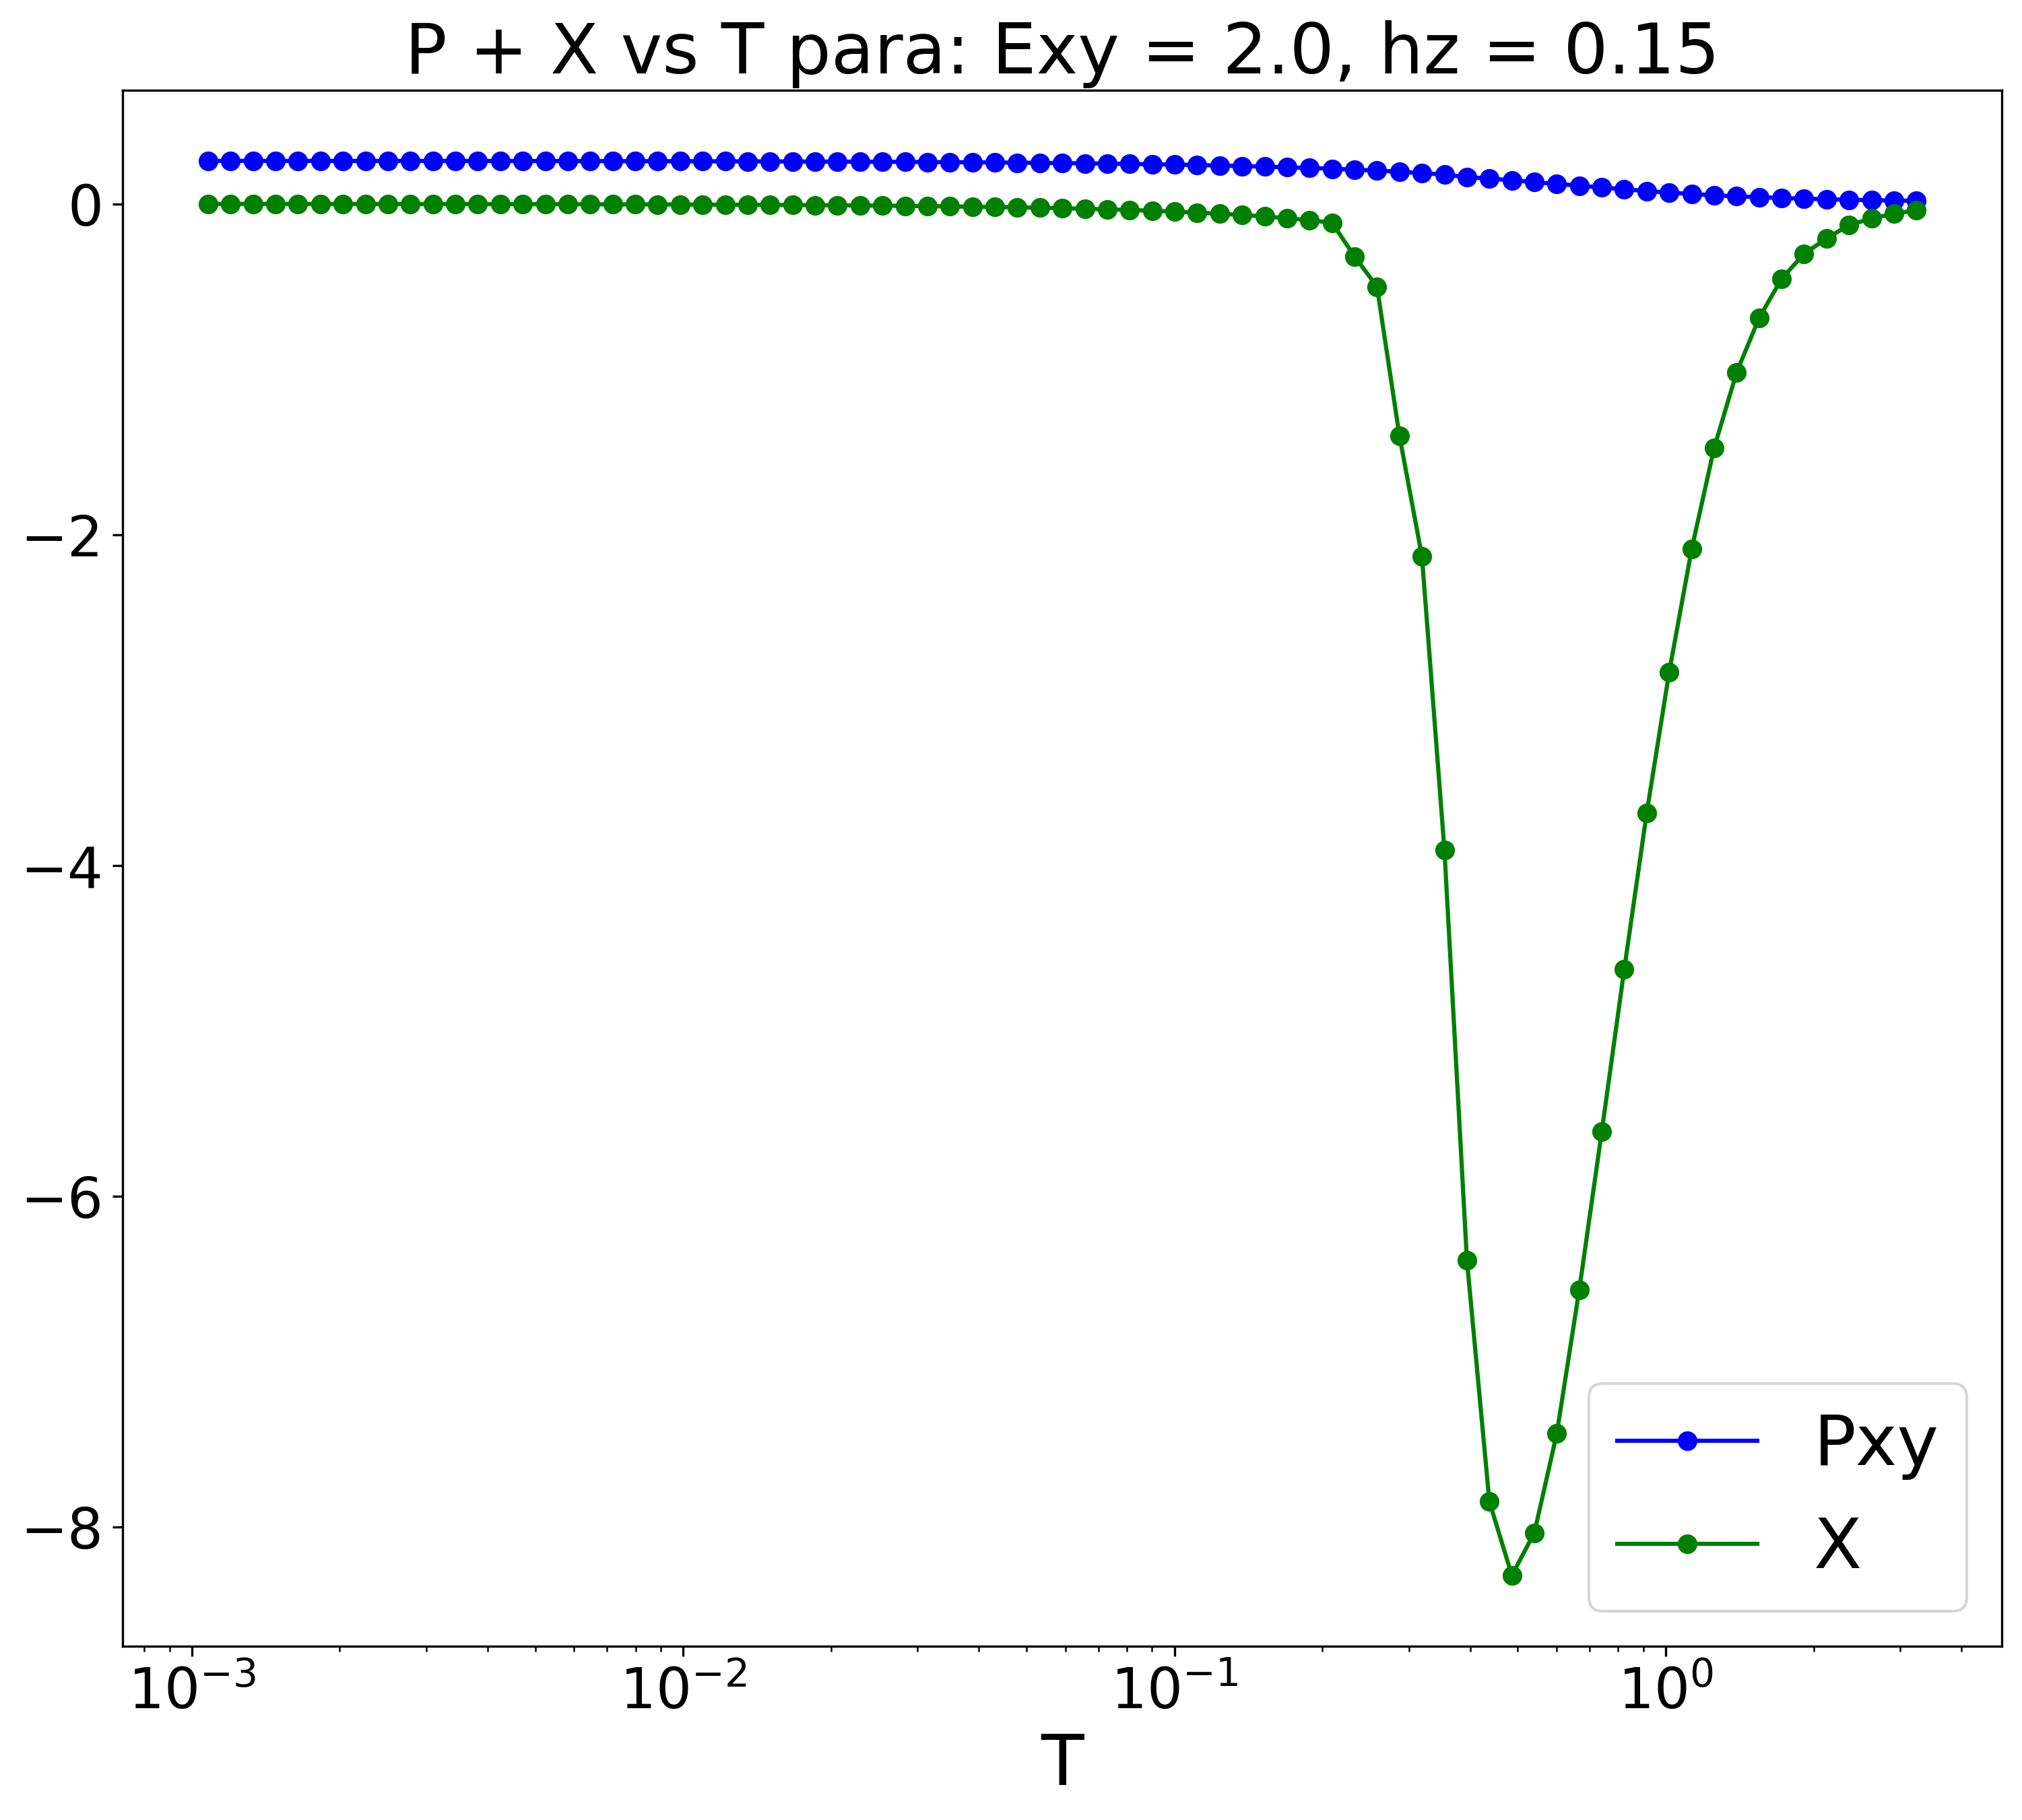 P + X vs T para: Exy = 2.0, hz = 0.15
0
−2
−4
−6
−8
10⁻³ 10⁻² 10⁻¹ 10⁰
T
Pxy
X